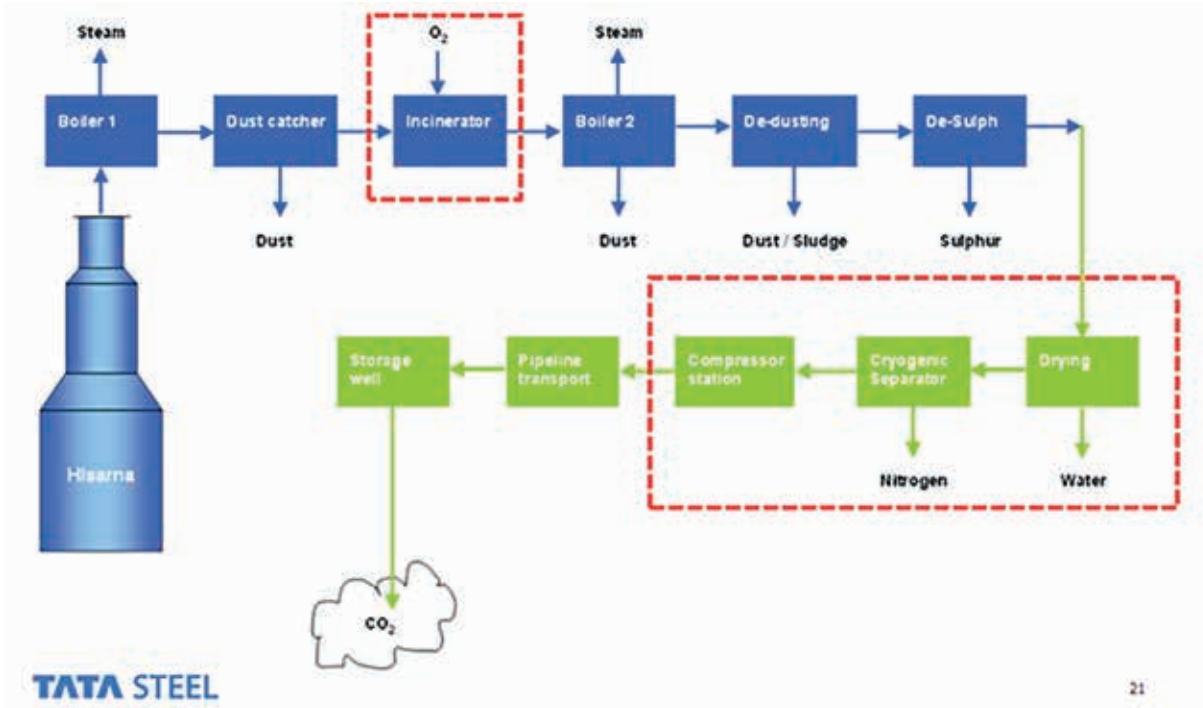 Steam
O₂
Steam
Boiler 1
Dust catcher
Incinerator
Boiler 2
De-dusting
De-Sulph
Dust
Dust
Dust / Sludge
Sulphur
Storage
well
Pipeline
transport
Compressor
station
Cryogenic
Separator
Drying
Hisarna
Nitrogen
Water
CO₂
TATA STEEL
21